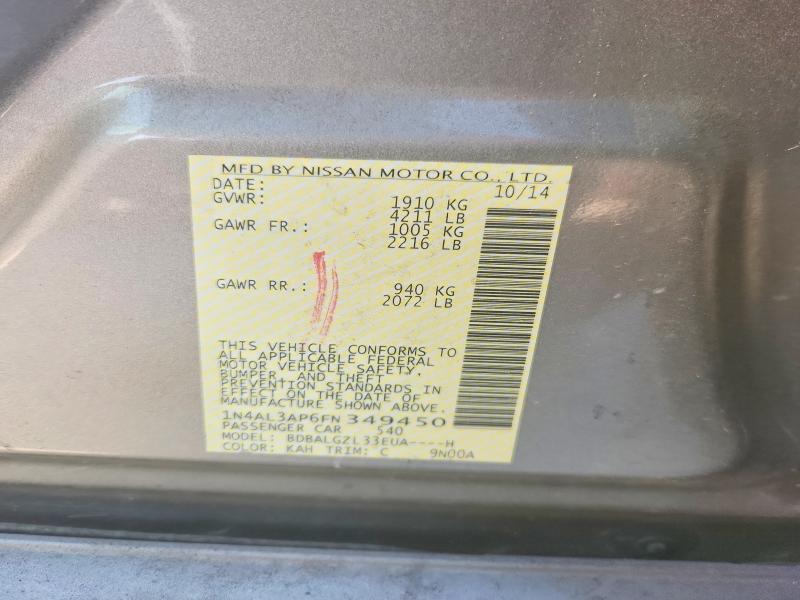 MFD BY NISSAN MOTOR CO., LTD.
DATE: 10/14
GVWR: 1910 KG
4211 LB
GAWR FR.: 1005 KG
2216 LB
GAWR RR.: 940 KG
2072 LB
THIS VEHICLE CONFORMS TO
ALL APPLICABLE FEDERAL
MOTOR VEHICLE SAFETY,
BUMPER, AND THEFT
PREVENTION STANDARDS IN
EFFECT ON THE DATE OF
MANUFACTURE SHOWN ABOVE.
1N4AL3AP6FN349450
PASSENGER CAR 540
MODEL: BDBALGZL33EUA----H
COLOR: KAH TRIM: C 9N00A